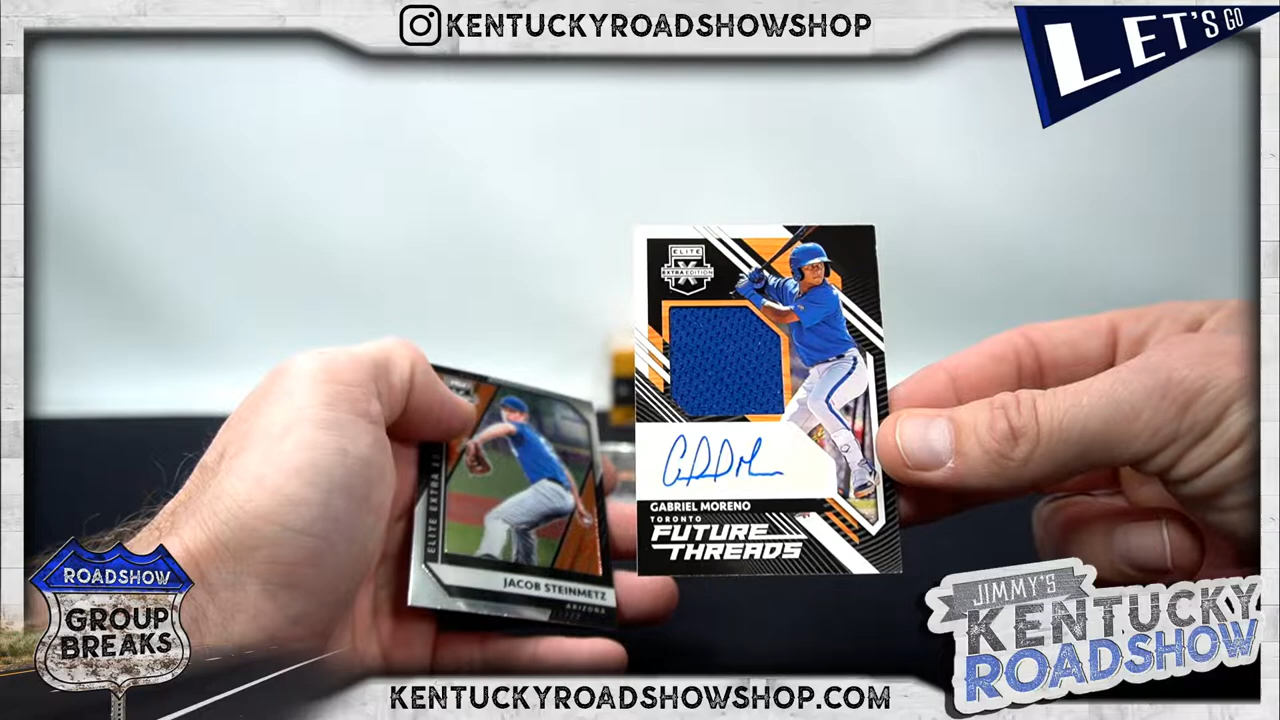 KENTUCKYROADSHOWSHOP
LET'S GO
ELITE
X
EXTRA EDITION
GABRIEL MORENO
TORONTO
FUTURE
THREADS
JACOB STEINMETZ
ARIZONA
ROADSHOW
GROUP
BREAKS
JIMMY'S
KENTUCKY
ROADSHOW
KENTUCKYROADSHOWSHOP.COM